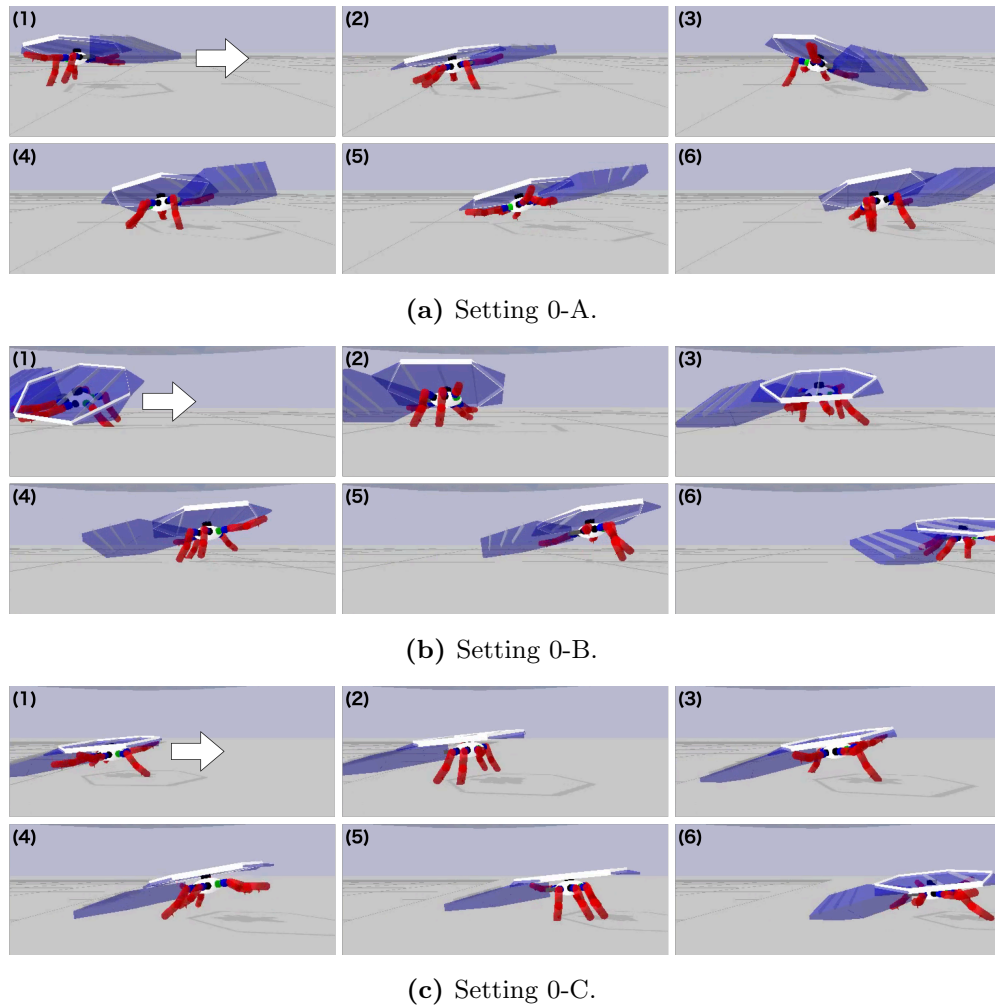 (1) (2) (3)
(4) (5) (6)
(a) Setting 0-A.
(1) (2) (3)
(4) (5) (6)
(b) Setting 0-B.
(1) (2) (3)
(4) (5) (6)
(c) Setting 0-C.